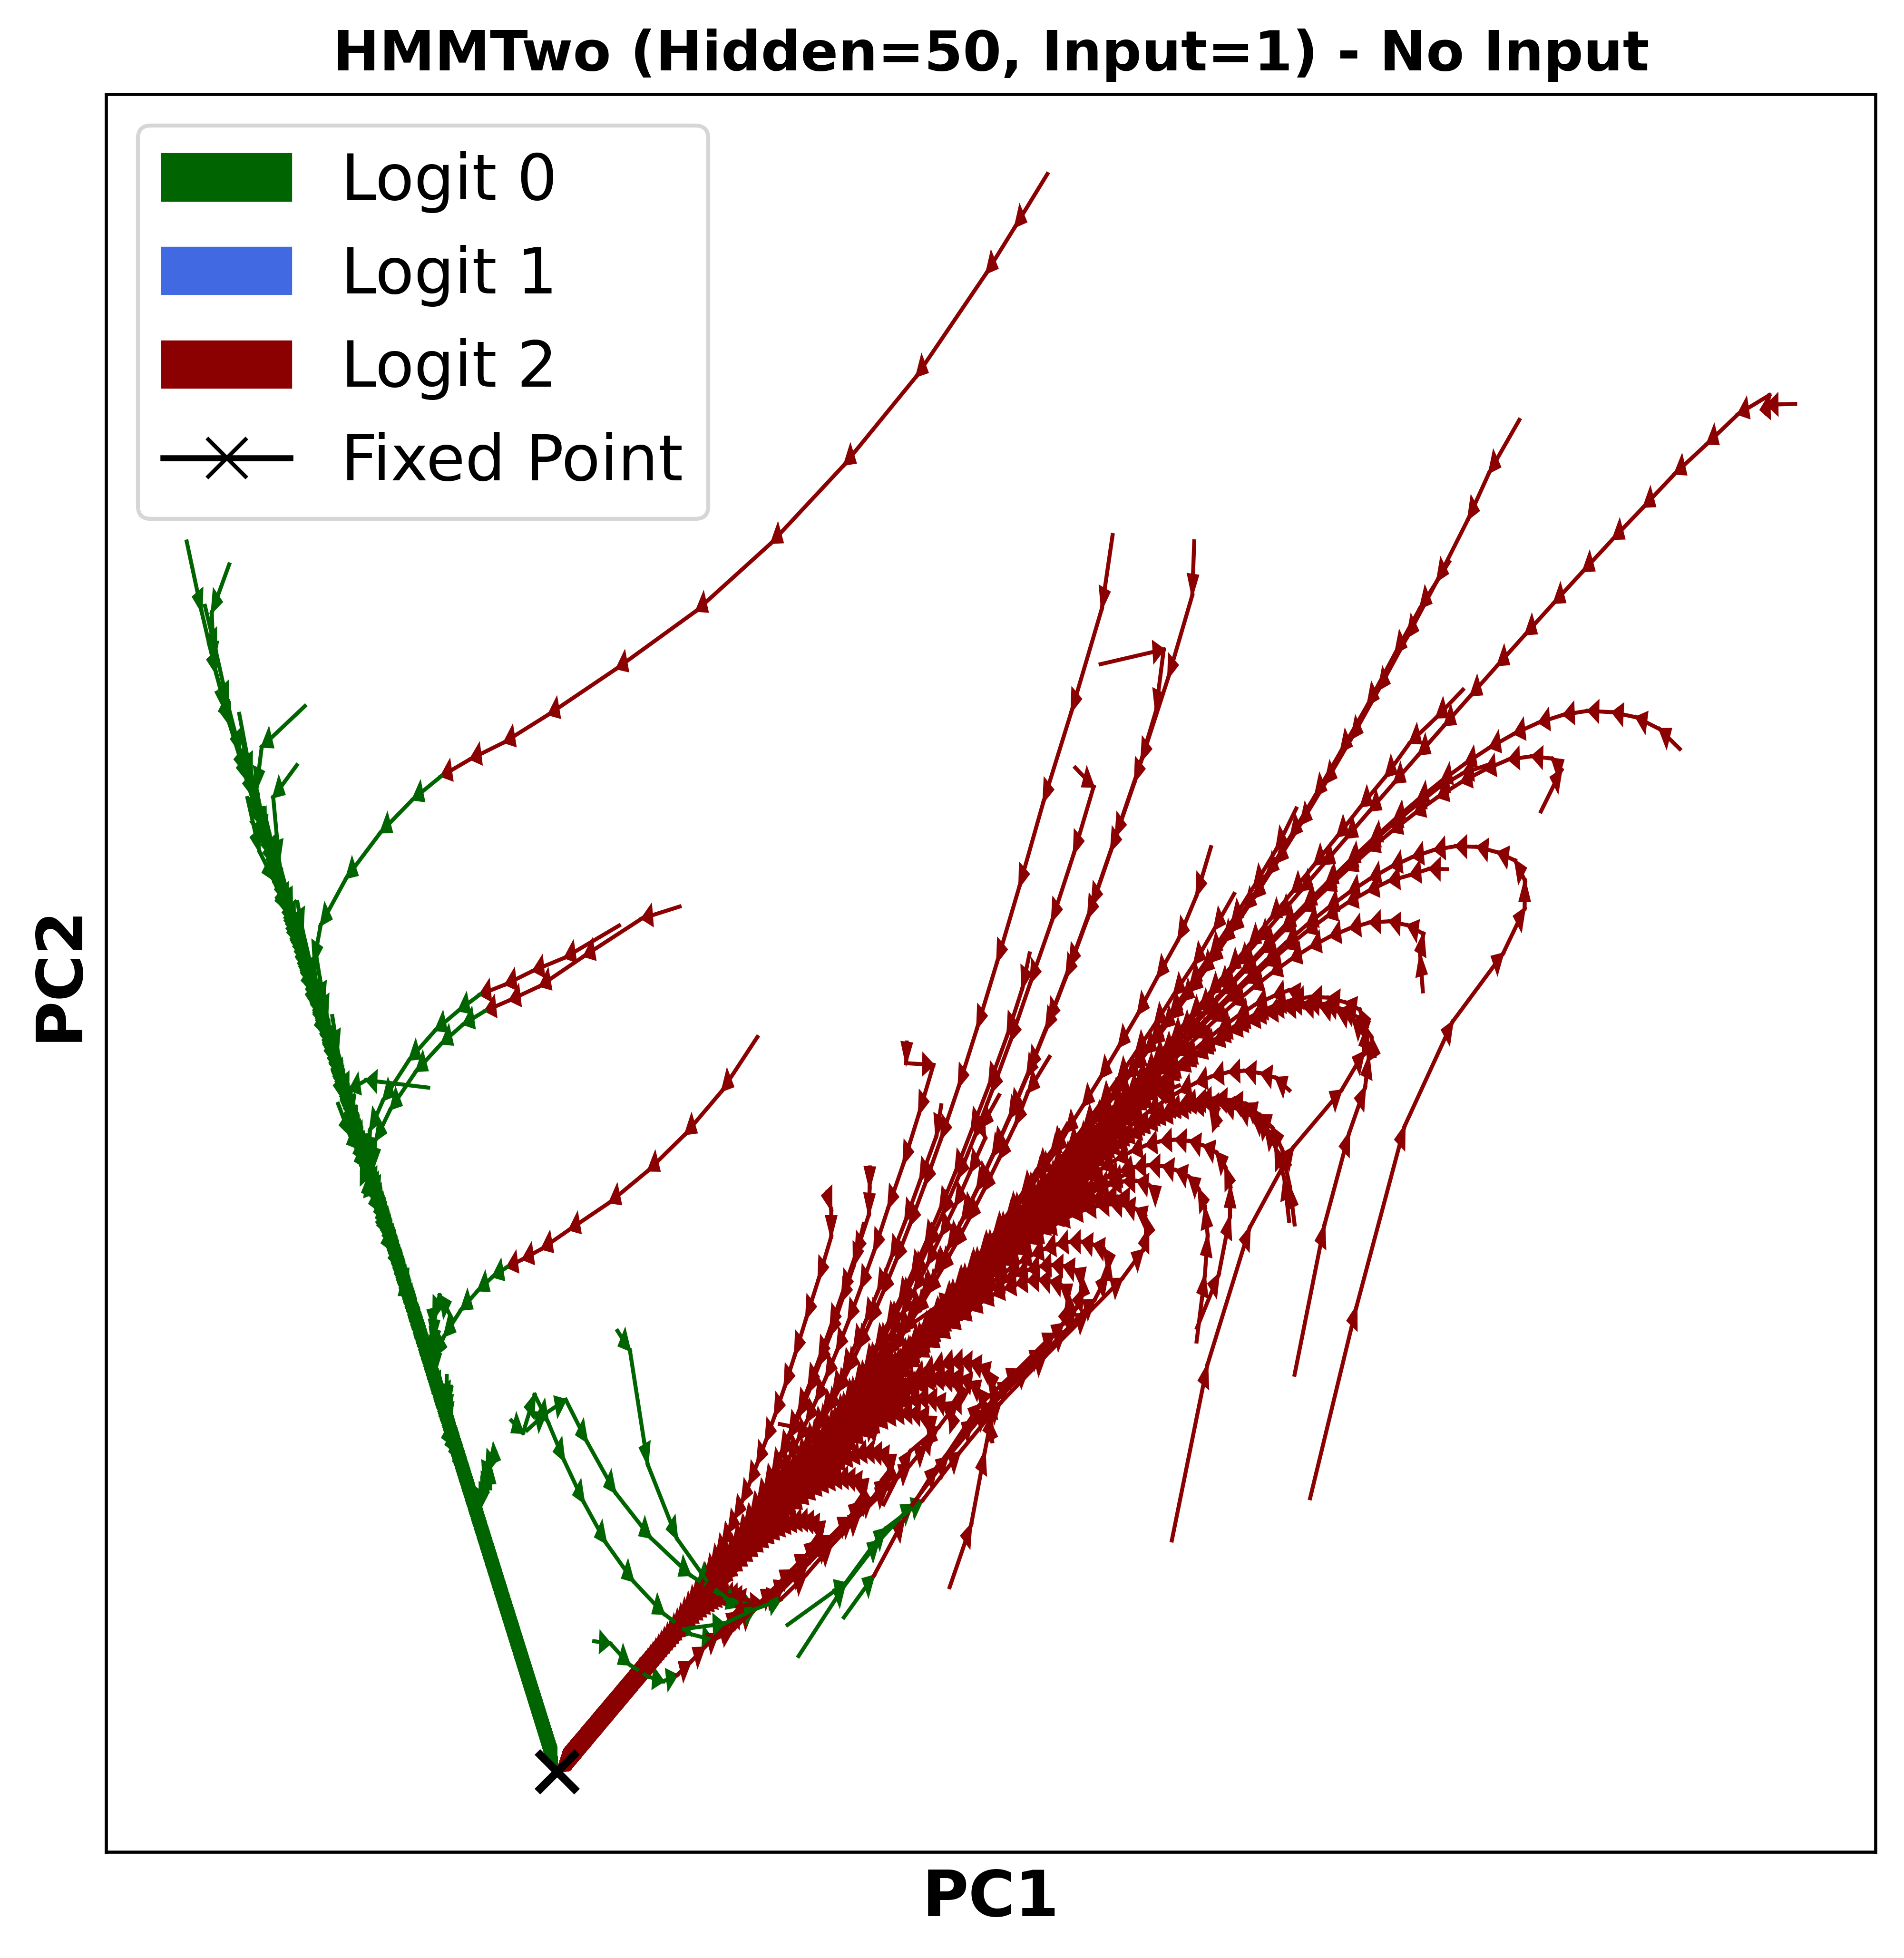 HMMTwo (Hidden=50, Input=1) - No Input
Logit 0
Logit 1
Logit 2
Fixed Point
PC2
PC1